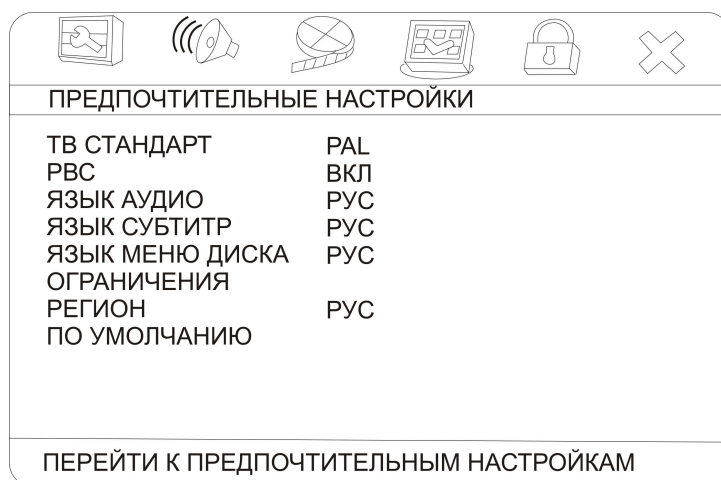 ПРЕДПОЧТИТЕЛЬНЫЕ НАСТРОЙКИ
ТВ СТАНДАРТ PAL
РВС ВКЛ
ЯЗЫК АУДИО РУС
ЯЗЫК СУБТИТР РУС
ЯЗЫК МЕНЮ ДИСКА РУС
ОГРАНИЧЕНИЯ
РЕГИОН РУС
ПО УМОЛЧАНИЮ
ПЕРЕЙТИ К ПРЕДПОЧТИТЕЛЬНЫМ НАСТРОЙКАМ